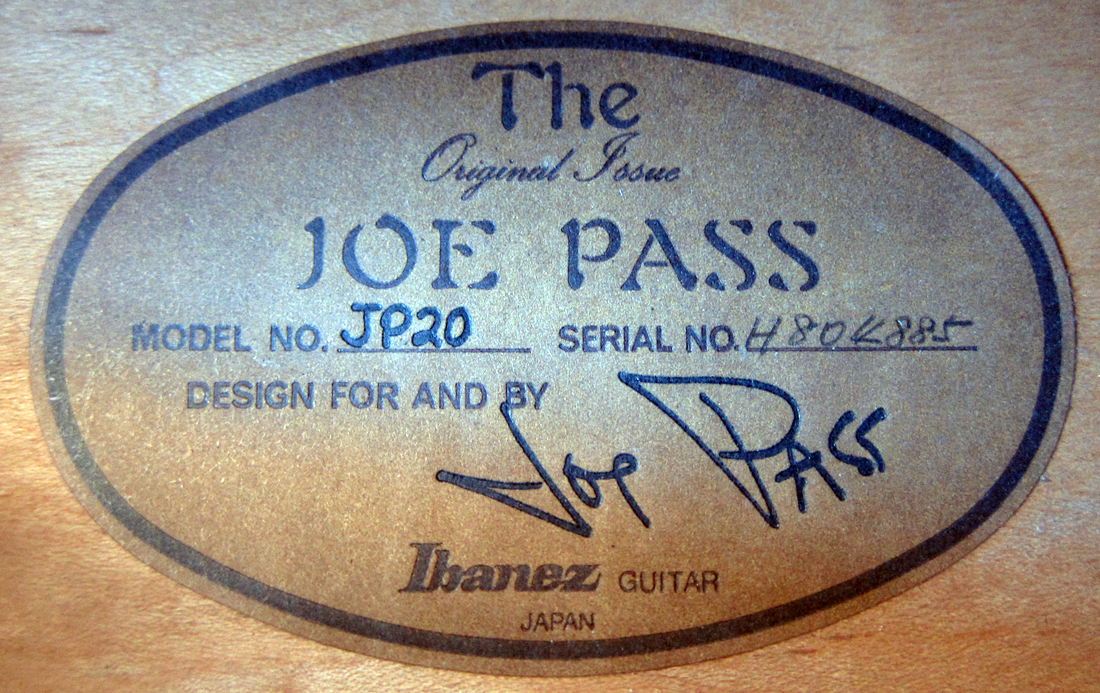 The
Original Issue
JOE PASS
MODEL NO. JP20 SERIAL NO. H80K885
DESIGN FOR AND BY
Joe Pass
Ibanez GUITAR
JAPAN